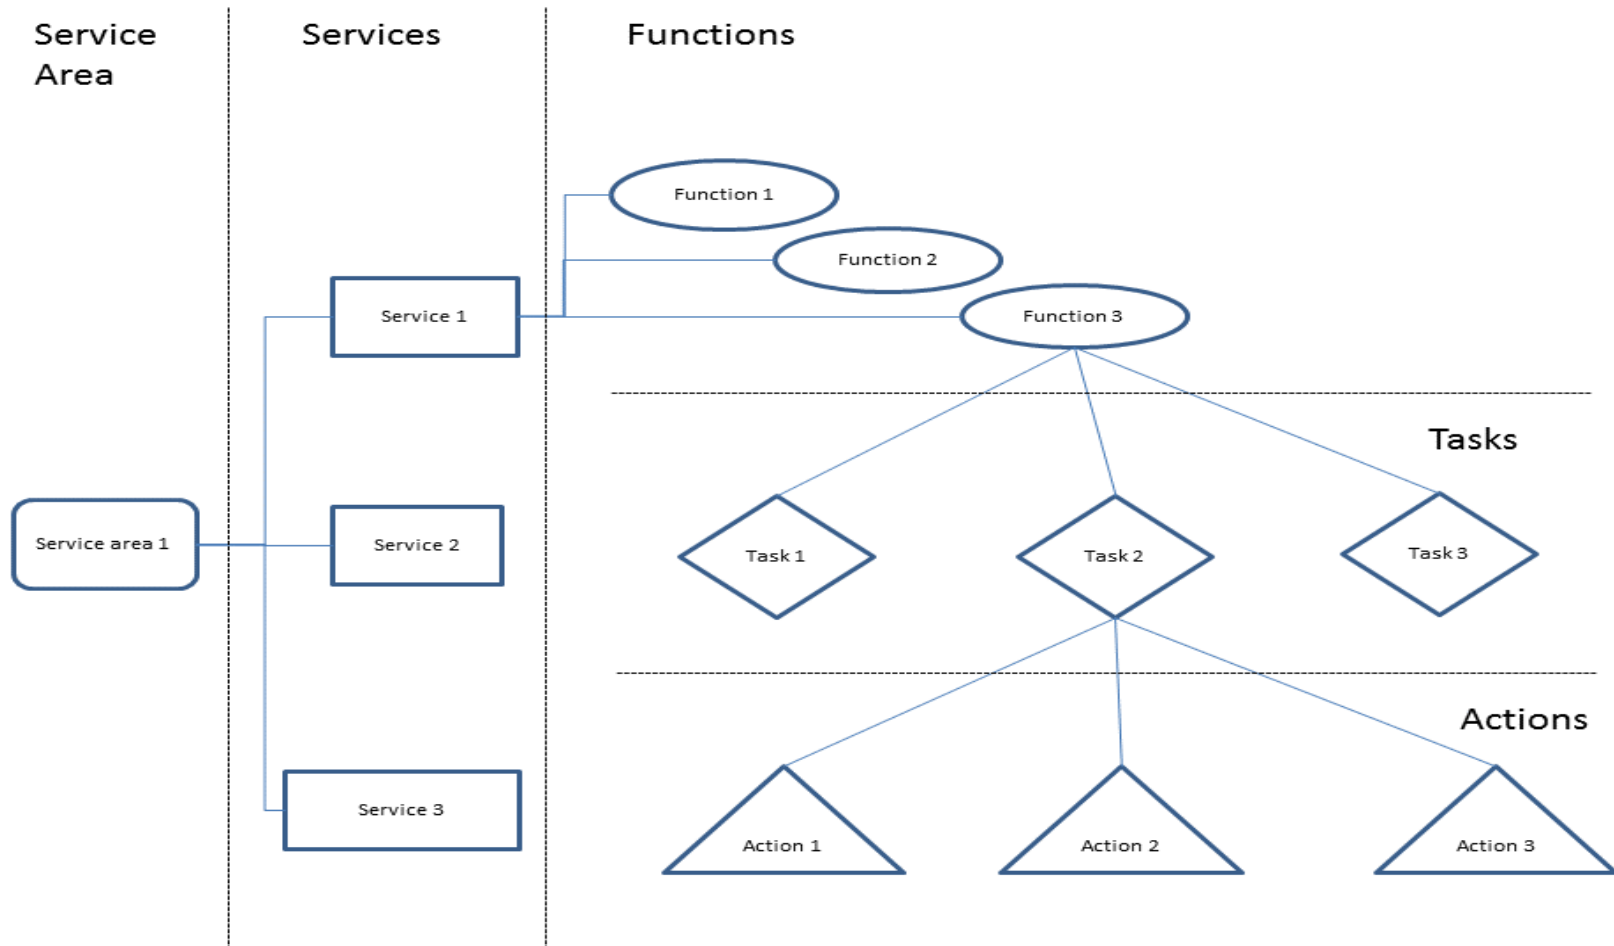 Service
Area
Services
Functions
Function 1
Function 2
Service 1
Function 3
Tasks
Service area 1
Service 2
Task 1
Task 2
Task 3
Actions
Service 3
Action 1
Action 2
Action 3